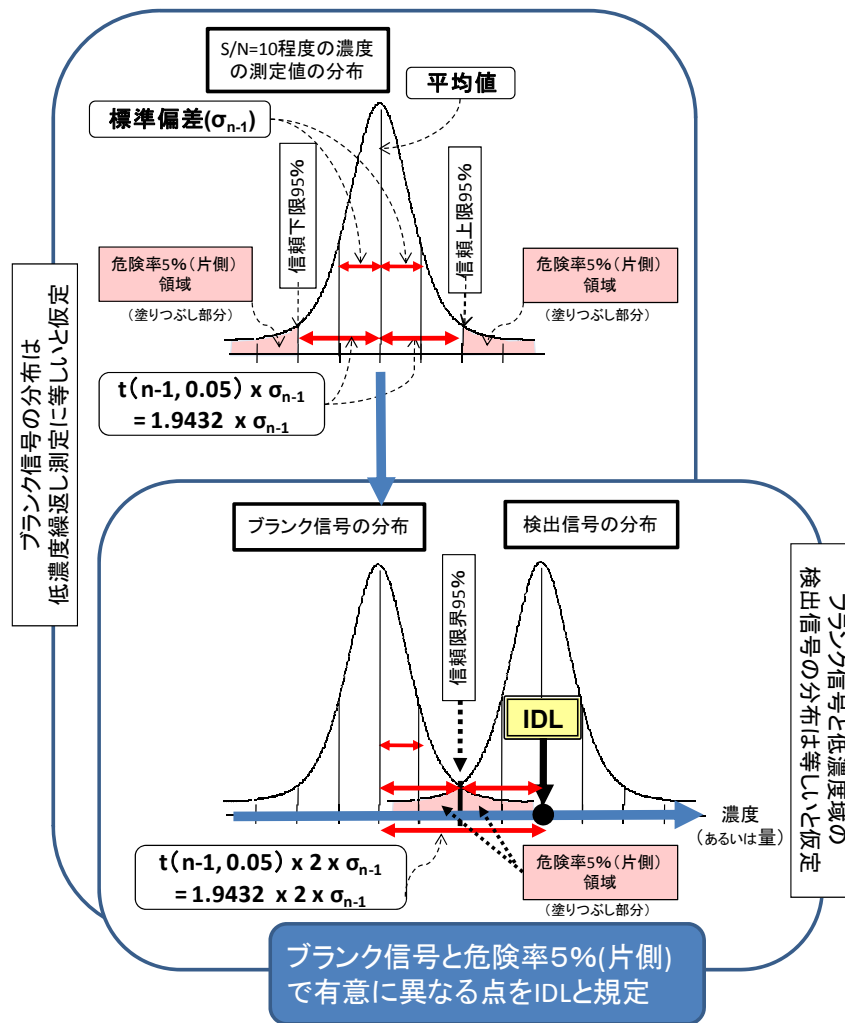 S/N=10程度の濃度
の測定値の分布
平均値
標準偏差(σn-1)
信頼下限95%
信頼上限95%
危険率5%(片側)
領域
(塗りつぶし部分)
危険率5%(片側)
領域
(塗りつぶし部分)
t(n-1, 0.05) x σn-1
= 1.9432 x σn-1
ブランク信号の分布は
低濃度繰返し測定に等しいと仮定
ブランク信号の分布
検出信号の分布
信頼限界95%
IDL
濃度
(あるいは量)
t(n-1, 0.05) x 2 x σn-1
= 1.9432 x 2 x σn-1
危険率5%(片側)
領域
(塗りつぶし部分)
ブランク信号と低濃度域の
検出信号の分布は等しいと仮定
ブランク信号と危険率5%(片側)
で有意に異なる点をIDLと規定